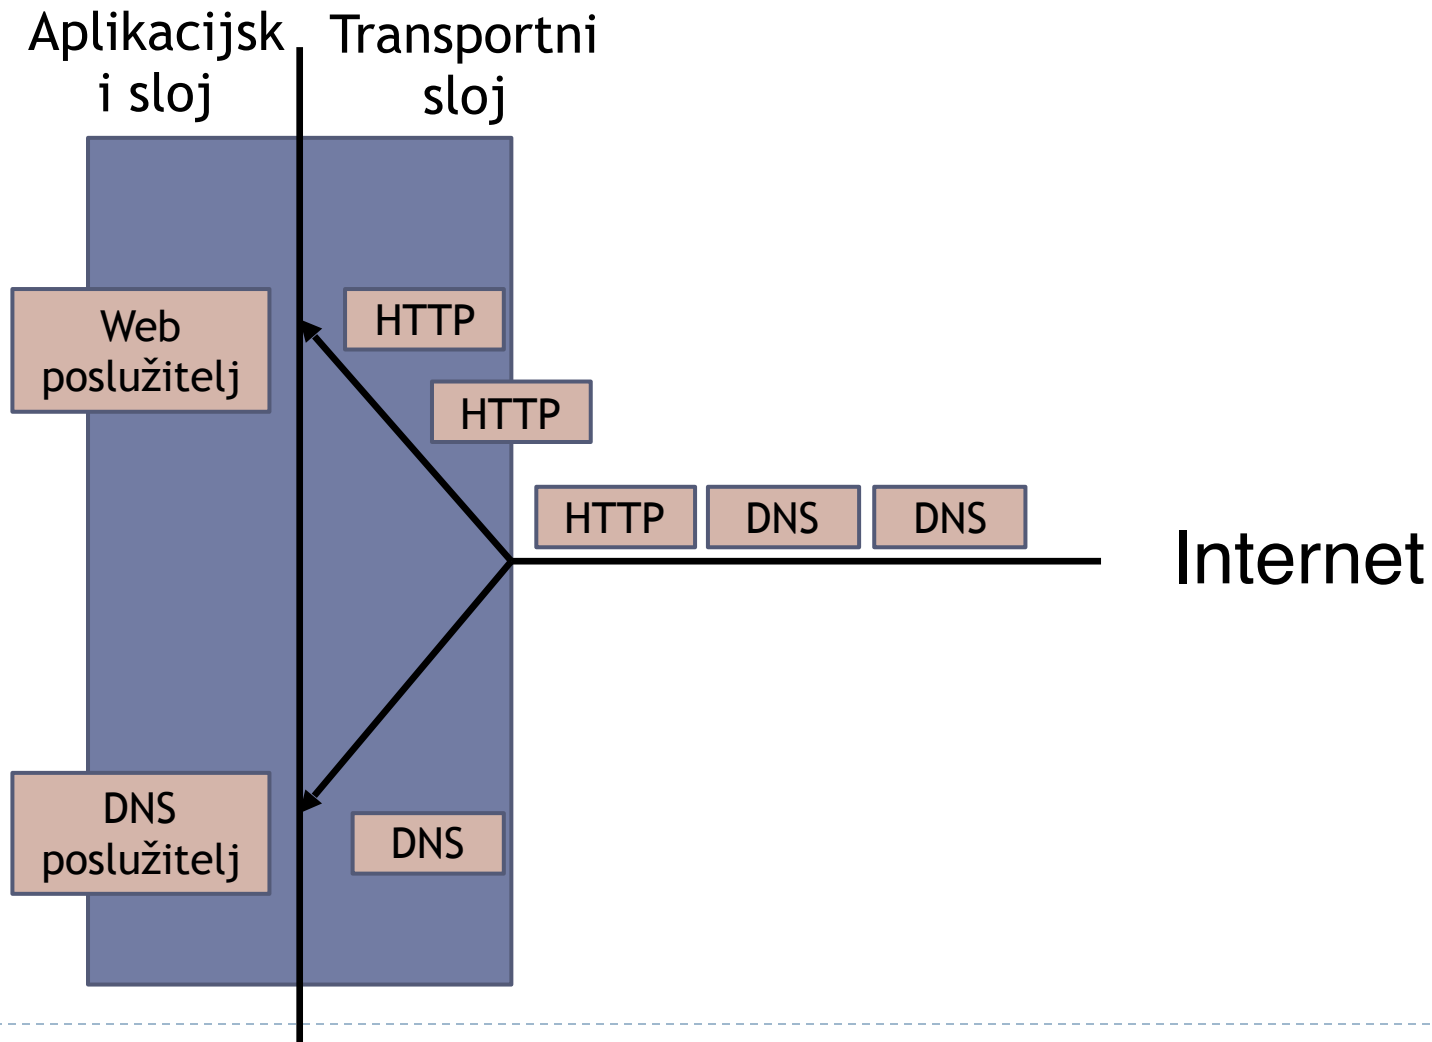 Aplikacijsk
i sloj
Transportni
sloj
Web
poslužitelj
HTTP
HTTP
HTTP
DNS
DNS
Internet
DNS
poslužitelj
DNS